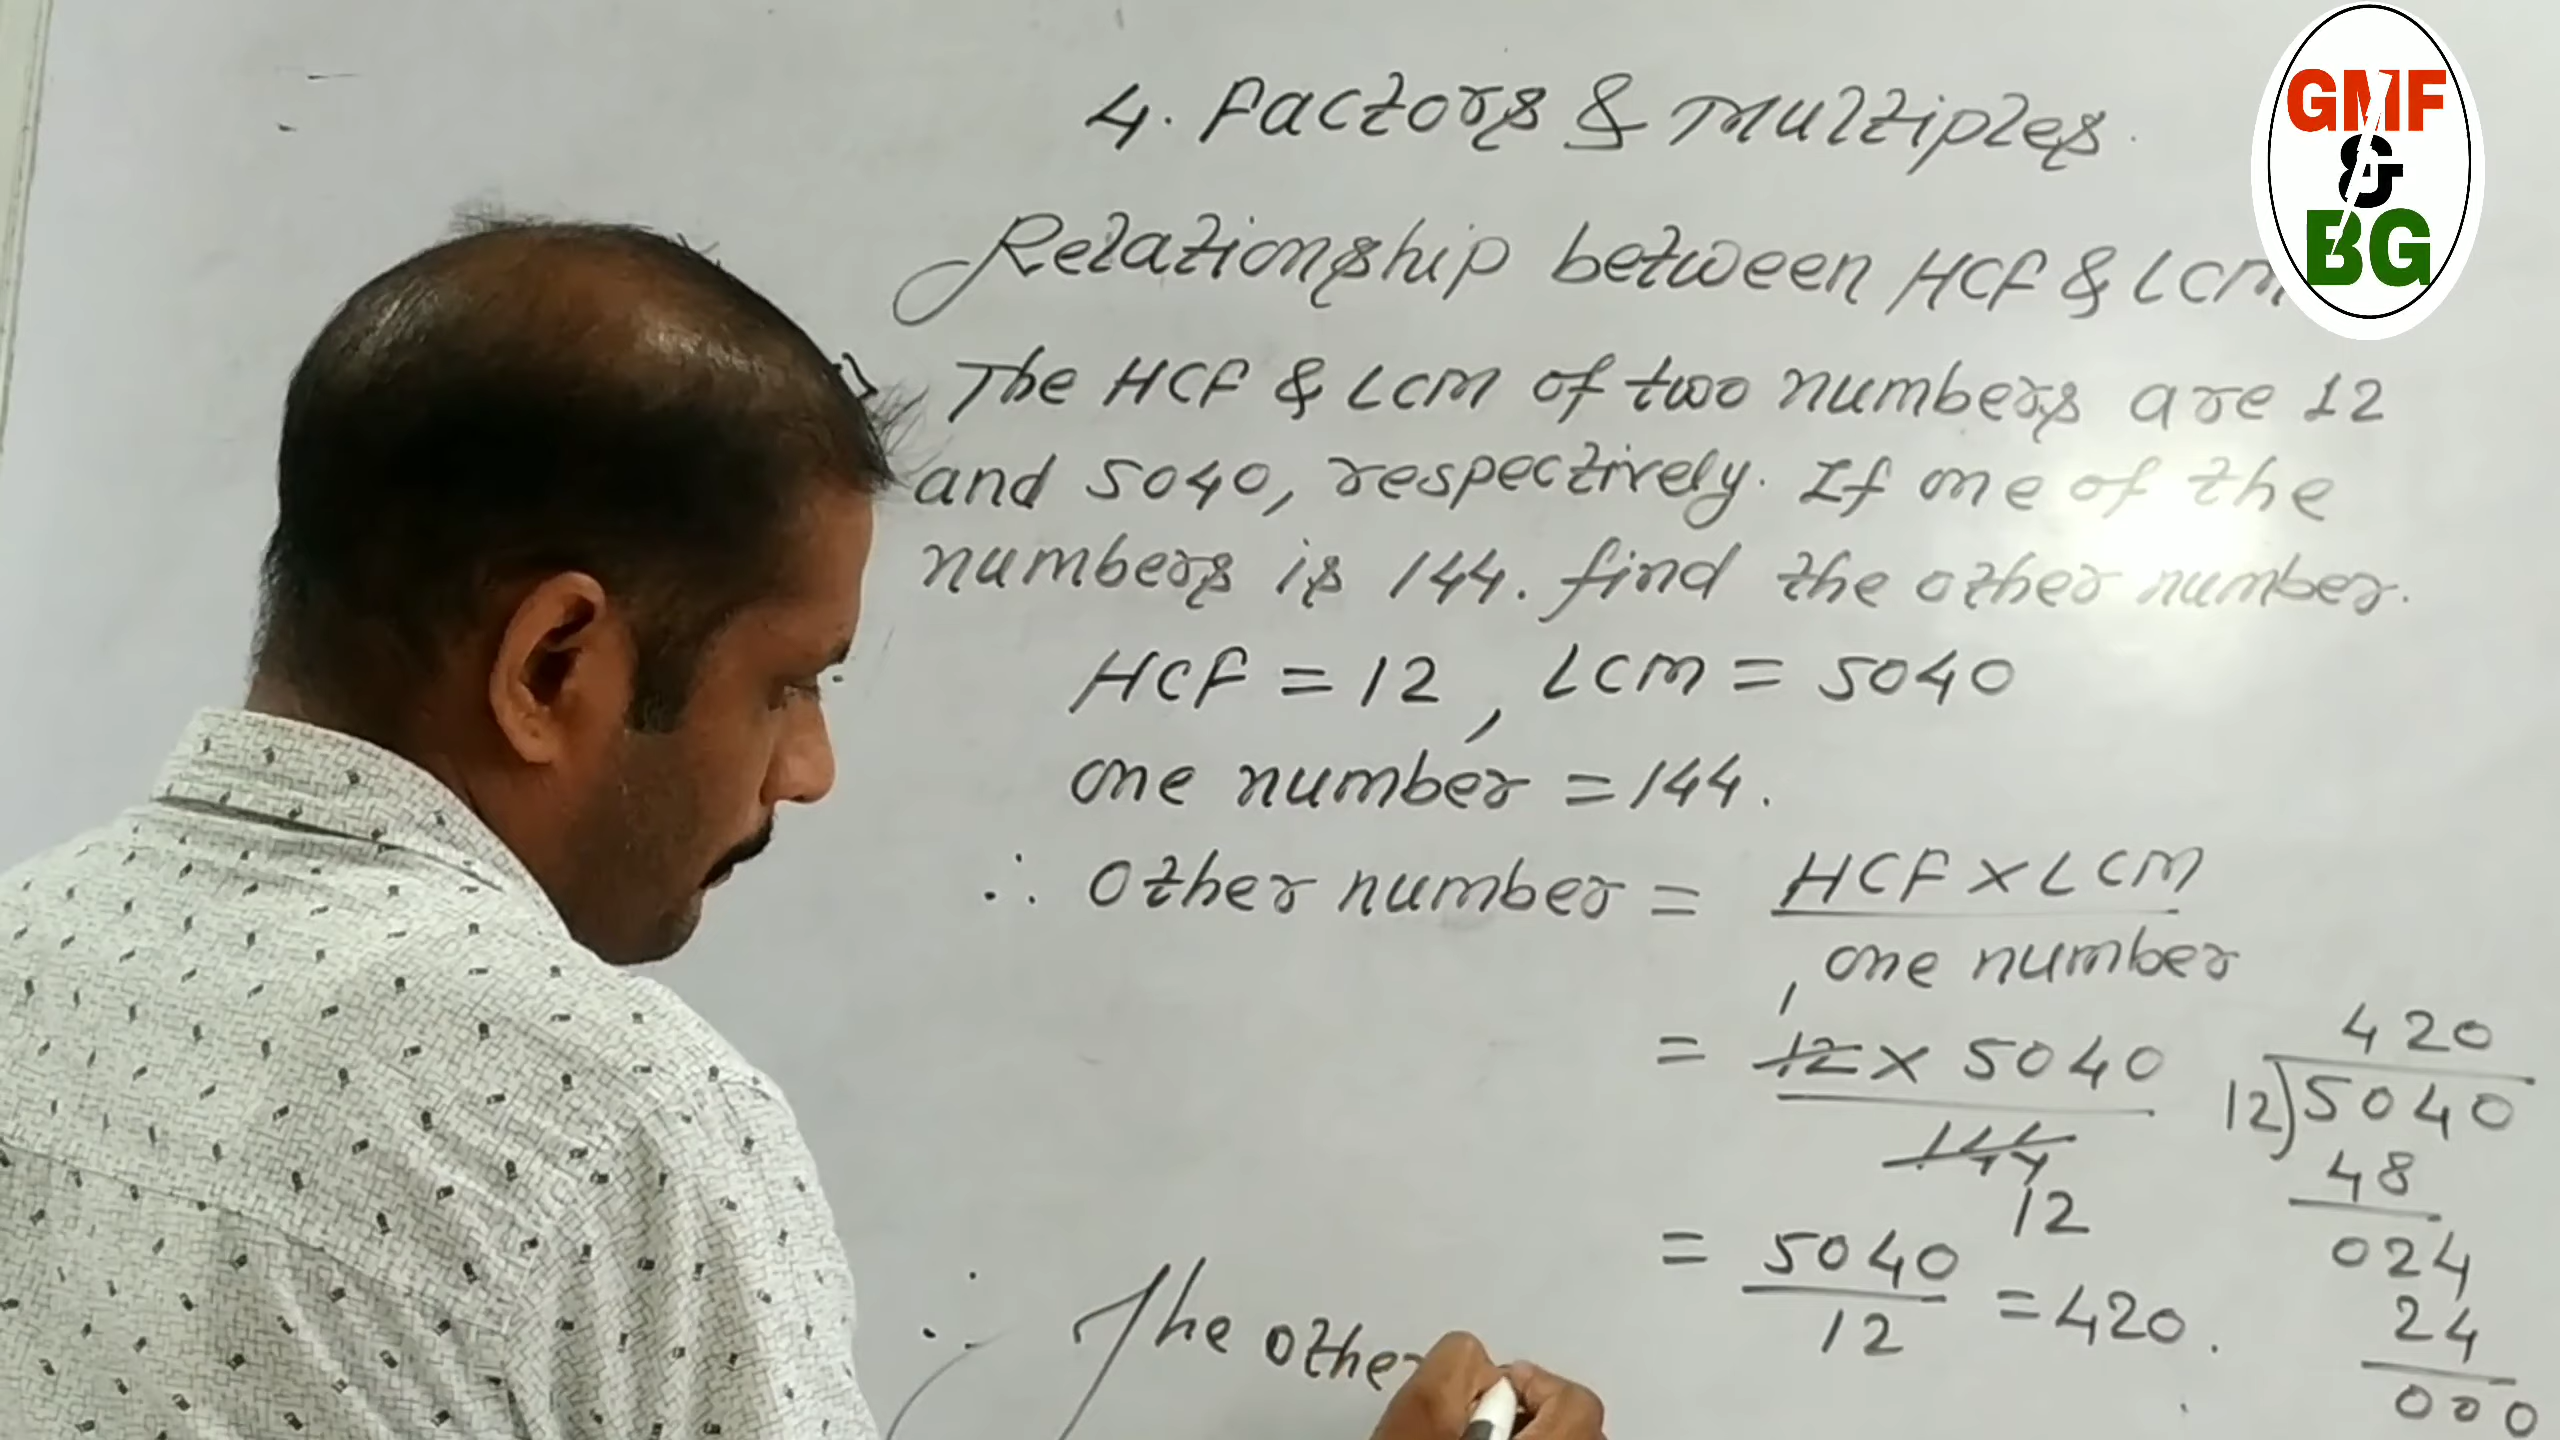 GMF
&
BG
4. Factors & Multiples.
Relationship between HCF & LCM
The HCF & LCM of two numbers are 12
and 5040, respectively. If one of the
numbers is 144. find the other number.
HCF = 12, LCM = 5040
one number = 144.
∴ Other number = HCF × LCM
one number
1
= 12 × 5040
144
12
= 5040
12
= 420.
420
12)5040
48
024
24
000
∴ The other